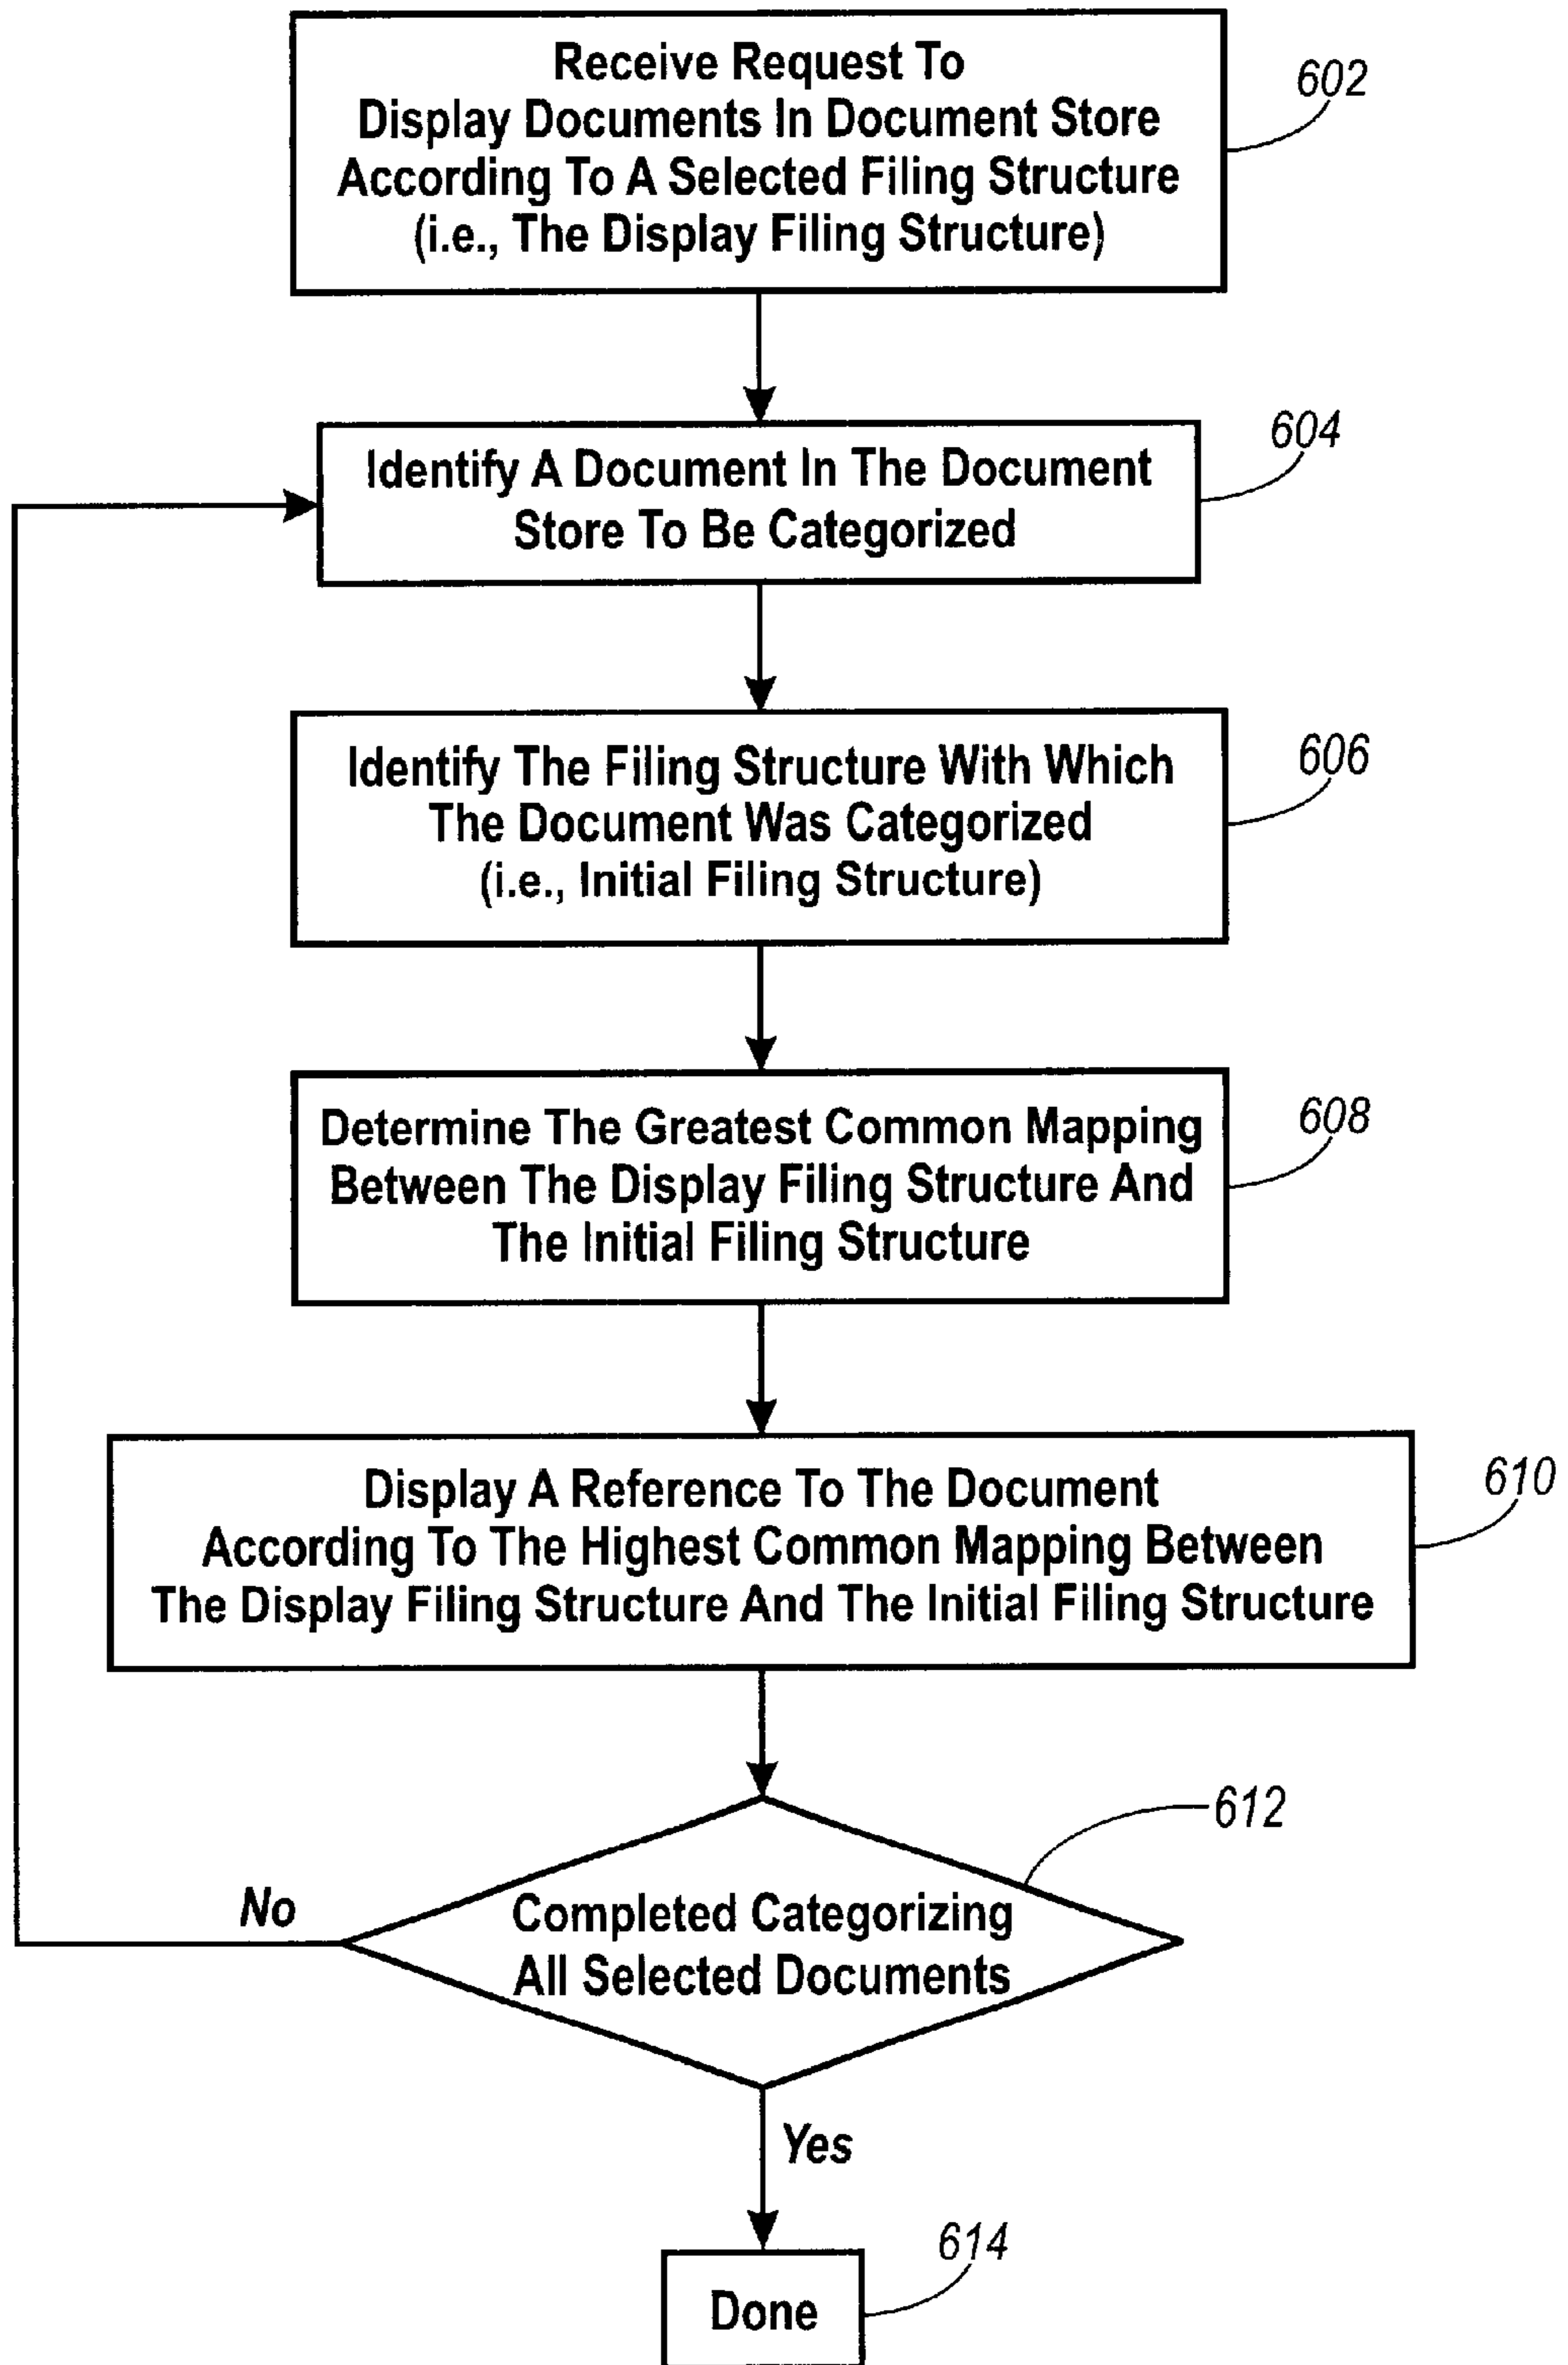 Receive Request To
Display Documents In Document Store
According To A Selected Filing Structure
(i.e., The Display Filing Structure)
602
Identify A Document In The Document
Store To Be Categorized
604
Identify The Filing Structure With Which
The Document Was Categorized
(i.e., Initial Filing Structure)
606
Determine The Greatest Common Mapping
Between The Display Filing Structure And
The Initial Filing Structure
608
Display A Reference To The Document
According To The Highest Common Mapping Between
The Display Filing Structure And The Initial Filing Structure
610
Completed Categorizing
All Selected Documents
612
No
Yes
Done
614